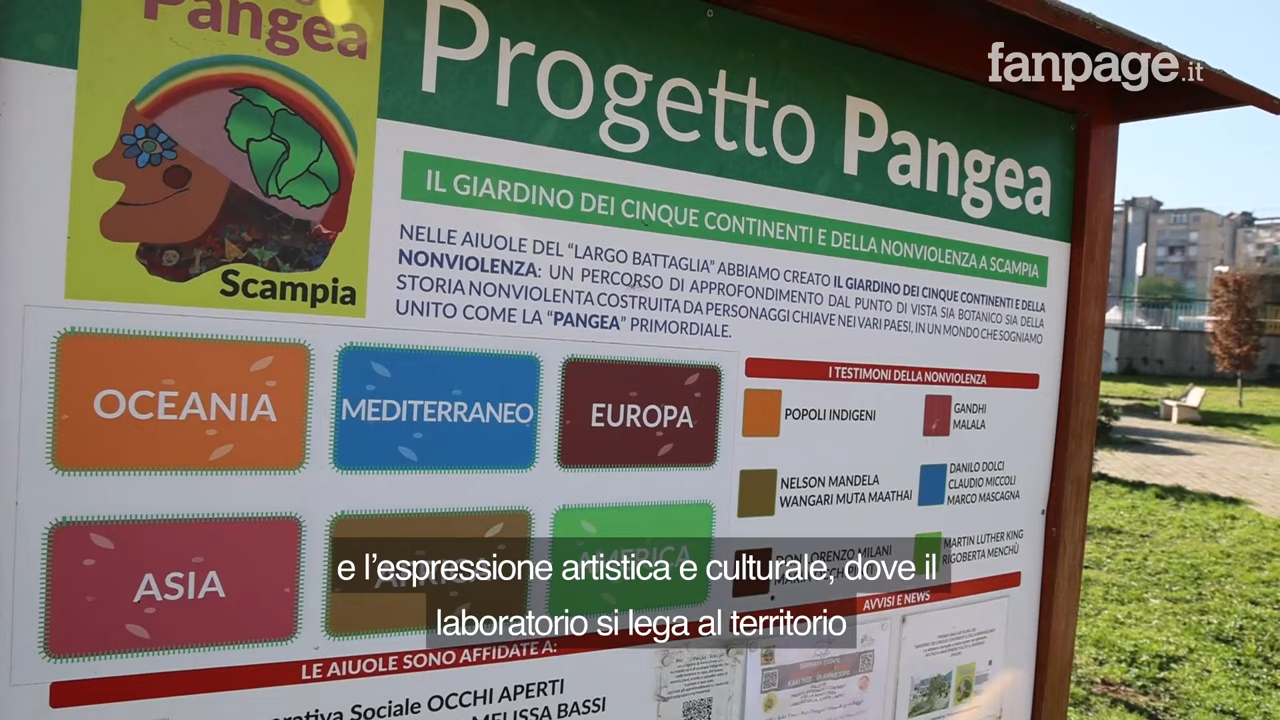 fanpage.it
Pangea
Scampia
Progetto Pangea
IL GIARDINO DEI CINQUE CONTINENTI E DELLA NONVIOLENZA A SCAMPIA
NELLE AIUOLE DEL “LARGO BATTAGLIA” ABBIAMO CREATO IL GIARDINO DEI CINQUE CONTINENTI E DELLA
NONVIOLENZA: UN PERCORSO DI APPROFONDIMENTO DAL PUNTO DI VISTA SIA BOTANICO SIA DELLA
STORIA NONVIOLENTA COSTRUITA DA PERSONAGGI CHIAVE NEI VARI PAESI, IN UN MONDO CHE SOGNIAMO
UNITO COME LA “PANGEA” PRIMORDIALE.
OCEANIA
MEDITERRANEO
EUROPA
ASIA
AMERICA
I TESTIMONI DELLA NONVIOLENZA
POPOLI INDIGENI
GANDHI
MALALA
NELSON MANDELA
WANGARI MUTA MAATHAI
DANILO DOLCI
CLAUDIO MICCOLI
MARCO MASCAGNA
DON LORENZO MILANI
MARTIN LUTHER KING
RIGOBERTA MENCHÙ
AVVISI E NEWS
LE AIUOLE SONO AFFIDATE A:
Sociale OCCHI APERTI
MELISSA BASSI
e l’espressione artistica e culturale, dove il
laboratorio si lega al territorio